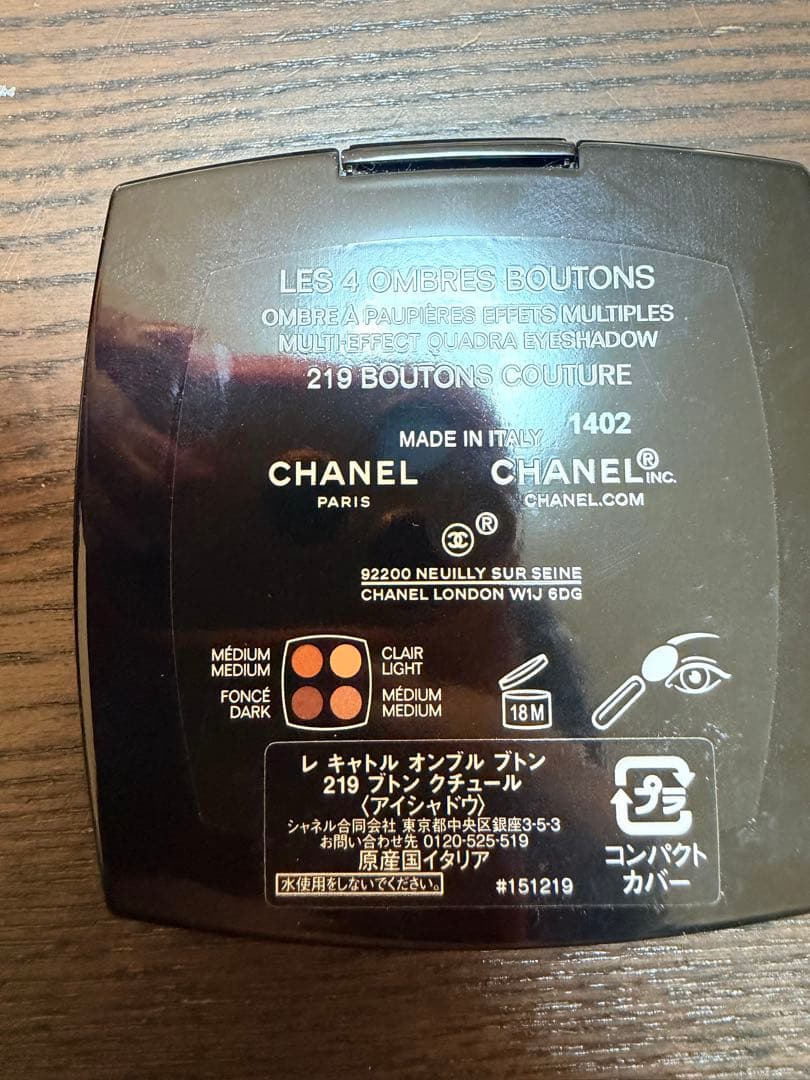 LES 4 OMBRES BOUTONS
OMBRE À PAUPIÈRES EFFETS MULTIPLES
MULTI-EFFECT QUADRA EYESHADOW
219 BOUTONS COUTURE
MADE IN ITALY 1402
CHANEL CHANEL® INC.
PARIS CHANEL.COM
®
92200 NEUILLY SUR SEINE
CHANEL LONDON W1J 6DG
MÉDIUM CLAIR
MEDIUM LIGHT
FONCÉ MÉDIUM
DARK MEDIUM
18M
レ キャトル オンブル ブトン
219 ブトン クチュール
〈アイシャドウ〉
シャネル合同会社 東京都中央区銀座3-5-3
お問い合わせ先 0120-525-519
原産国イタリア
水使用をしないでください。 #151219
プラ
コンパクト
カバー